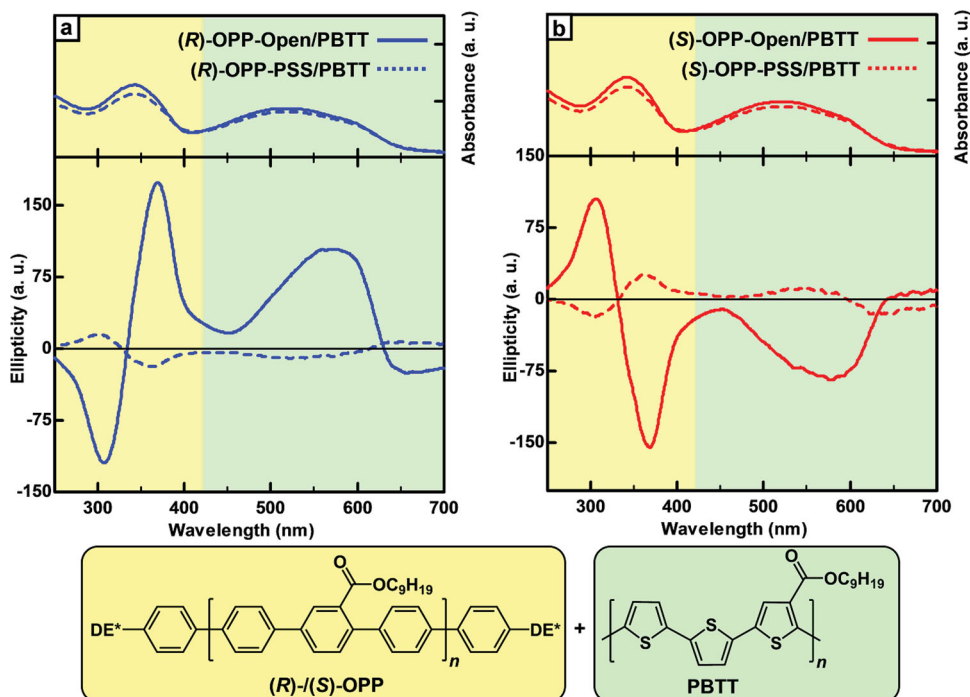 a
(R)-OPP-Open/PBTT
(R)-OPP-PSS/PBTT
Absorbance (a. u.)
150
75
0
-75
-150
Ellipticity (a. u.)
300 400 500 600 700
Wavelength (nm)
b
(S)-OPP-Open/PBTT
(S)-OPP-PSS/PBTT
Absorbance (a. u.)
150
75
0
-75
-150
Ellipticity (a. u.)
300 400 500 600 700
Wavelength (nm)
O
OC₉H₁₉
DE*
DE*
n
(R)-/(S)-OPP
+
O
OC₉H₁₉
S
S
S
n
PBTT